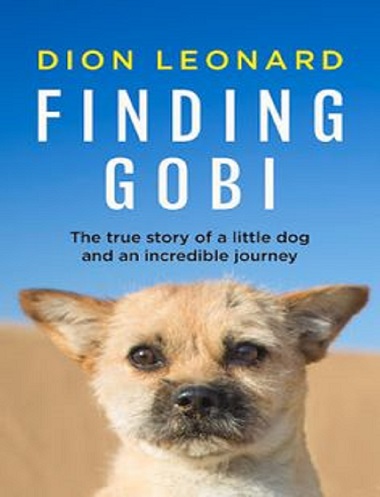 DION LEONARD
FINDING
GOBI
The true story of a little dog
and an incredible journey